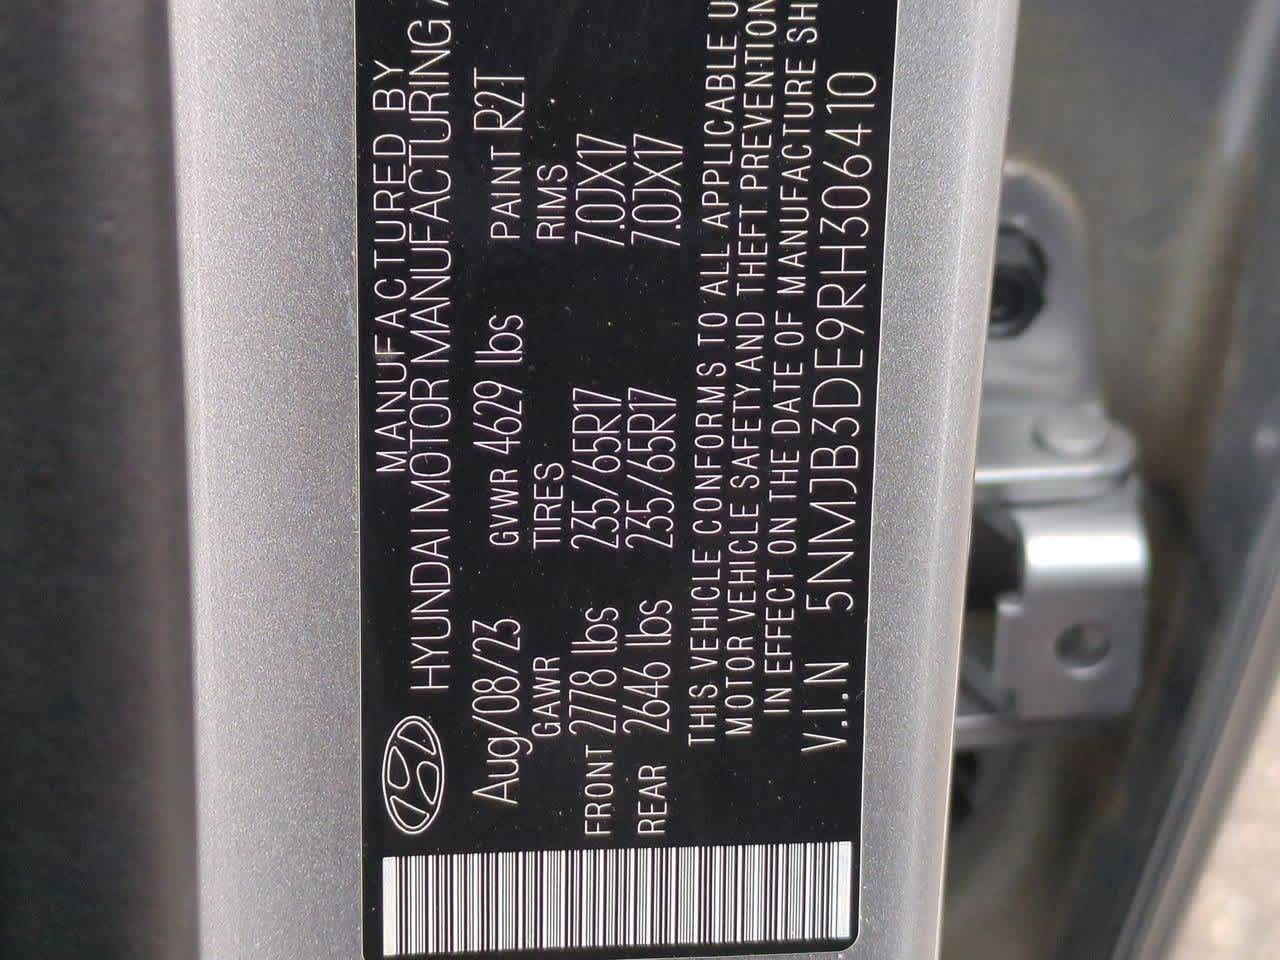 MANUFACTURED BY
HYUNDAI MOTOR MANUFACTURING
Aug/08/23 GVWR 4629 lbs PAINT R2T
GAWR TIRES RIMS
FRONT 2778 lbs 235/65R17 7.0JX17
REAR 2646 lbs 235/65R17 7.0JX17
THIS VEHICLE CONFORMS TO ALL APPLICABLE
MOTOR VEHICLE SAFETY AND THEFT PREVENTION
IN EFFECT ON THE DATE OF MANUFACTURE
V.I.N 5NMJB3DE9RH306410